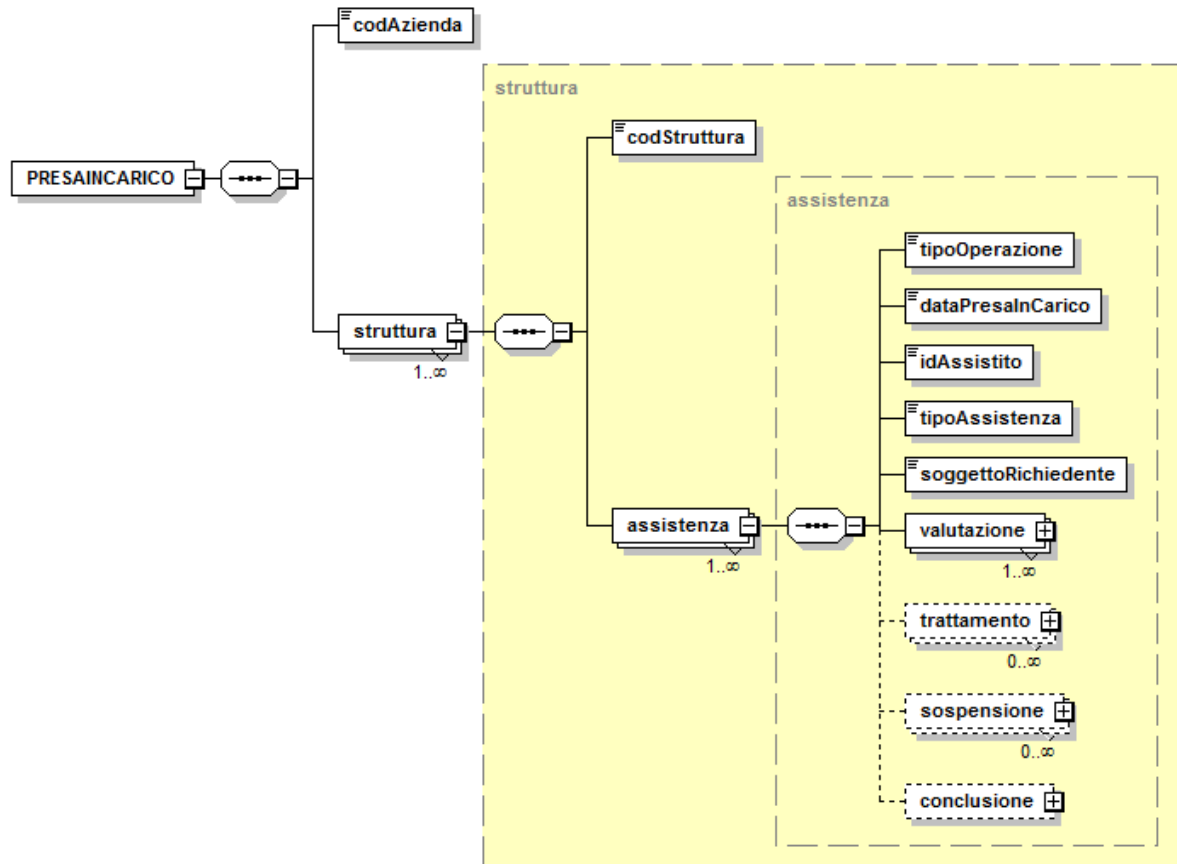 codAzienda
struttura
codStruttura
PRESAINCARICO
assistenza
tipoOperazione
dataPresaInCarico
struttura
1..∞
idAssistito
tipoAssistenza
soggettoRichiedente
assistenza
1..∞
valutazione
1..∞
trattamento
0..∞
sospensione
0..∞
conclusione